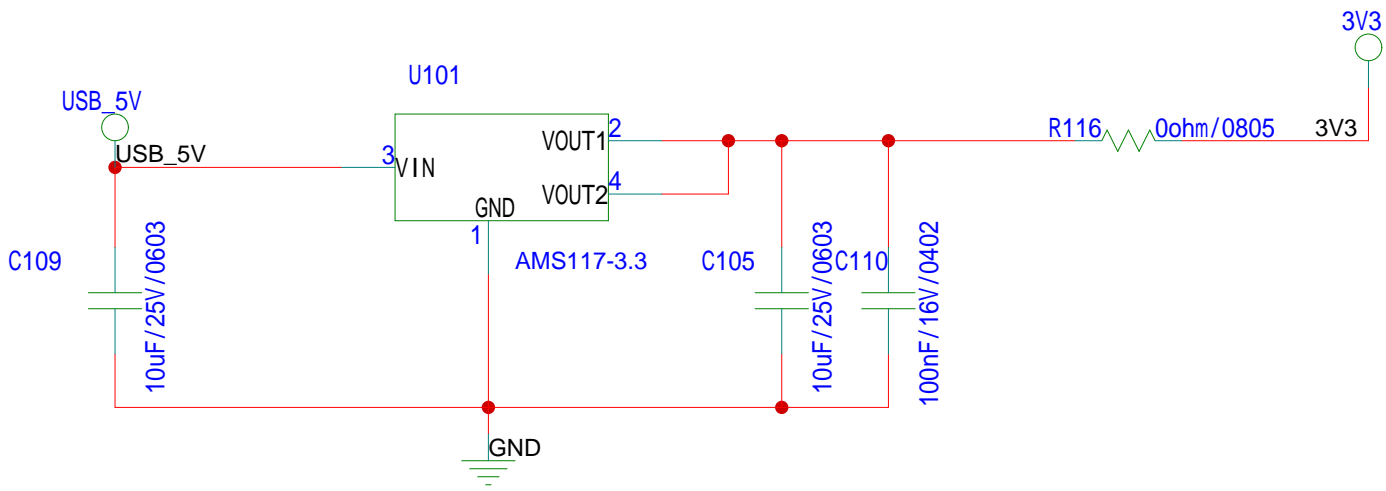 3V3
U101
USB_5V
USB_5V
3
VIN
VOUT1
2
VOUT2
4
GND
1
AMS117-3.3
R116
0ohm/0805
3V3
C109
10uF/25V/0603
C105
10uF/25V/0603
C110
100nF/16V/0402
GND